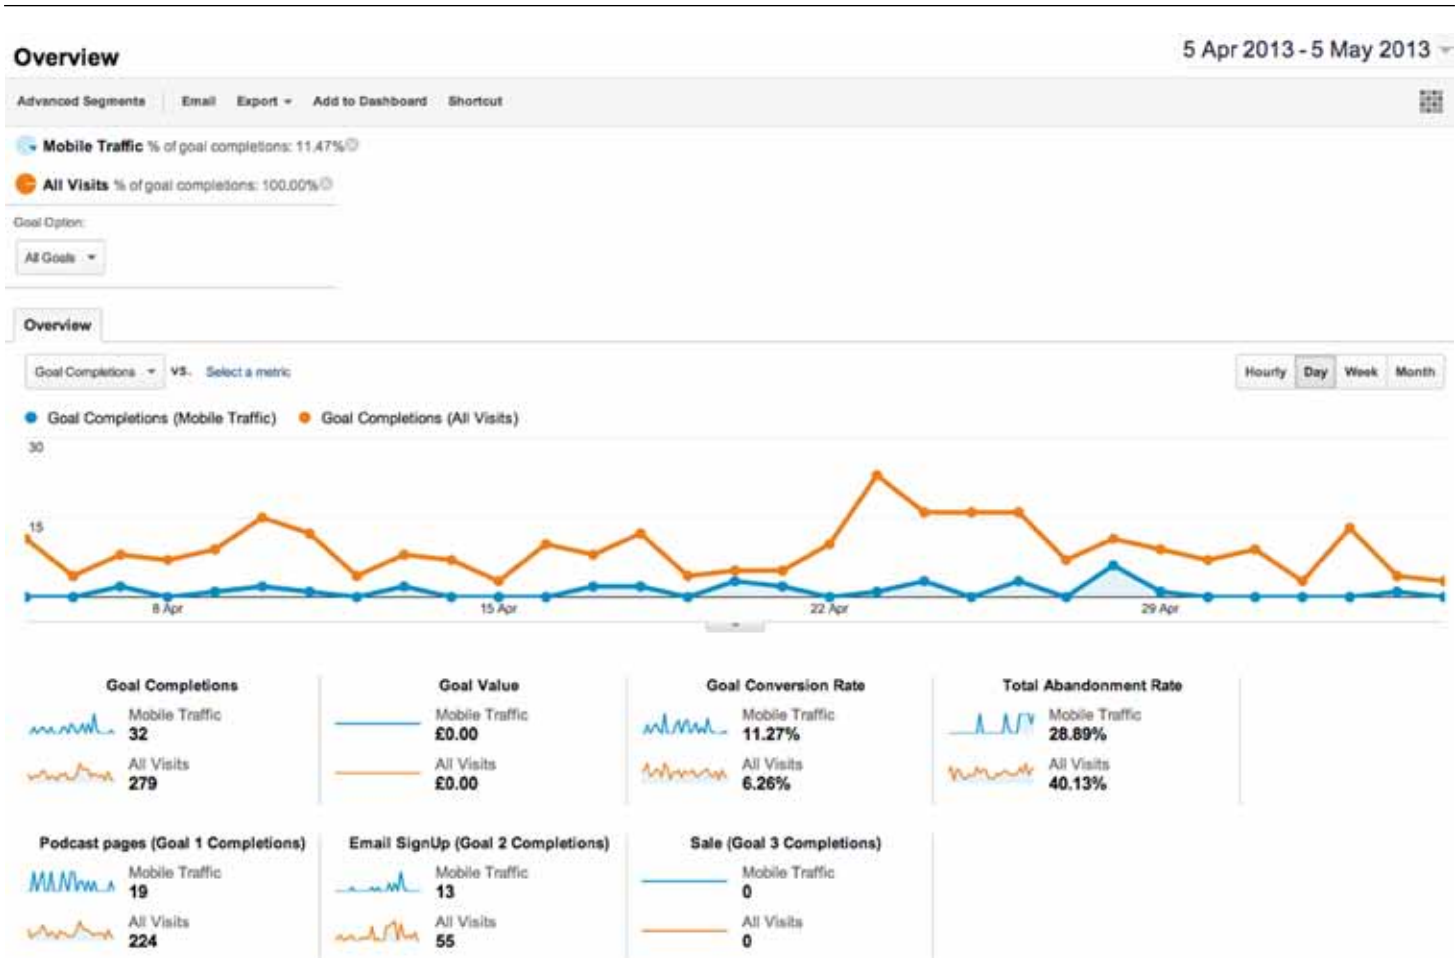 Overview
5 Apr 2013 - 5 May 2013
Advanced Segments Email Export Add to Dashboard Shortcut
Mobile Traffic % of goal completions: 11.47%
All Visits % of goal completions: 100.00%
Goal Option:
All Goals
Overview
Goal Completions VS. Select a metric
Hourly Day Week Month
Goal Completions (Mobile Traffic) Goal Completions (All Visits)
30
15
8 Apr 15 Apr 22 Apr 29 Apr
Goal Completions Goal Value Goal Conversion Rate Total Abandonment Rate
Mobile Traffic Mobile Traffic Mobile Traffic Mobile Traffic
32 £0.00 11.27% 28.89%
All Visits All Visits All Visits All Visits
279 £0.00 6.26% 40.13%
Podcast pages (Goal 1 Completions) Email SignUp (Goal 2 Completions) Sale (Goal 3 Completions)
Mobile Traffic Mobile Traffic Mobile Traffic
19 13 0
All Visits All Visits All Visits
224 55 0